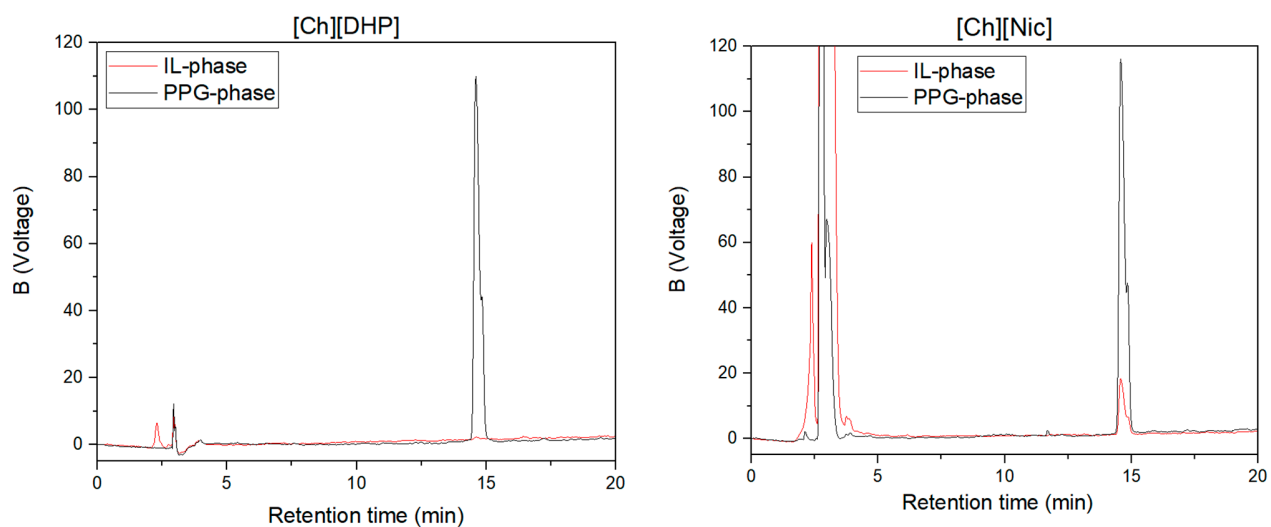 [Ch][DHP]
IL-phase
PPG-phase
120
100
80
60
40
20
0
B (Voltage)
0 5 10 15 20
Retention time (min)
[Ch][Nic]
IL-phase
PPG-phase
120
100
80
60
40
20
0
B (Voltage)
0 5 10 15 20
Retention time (min)